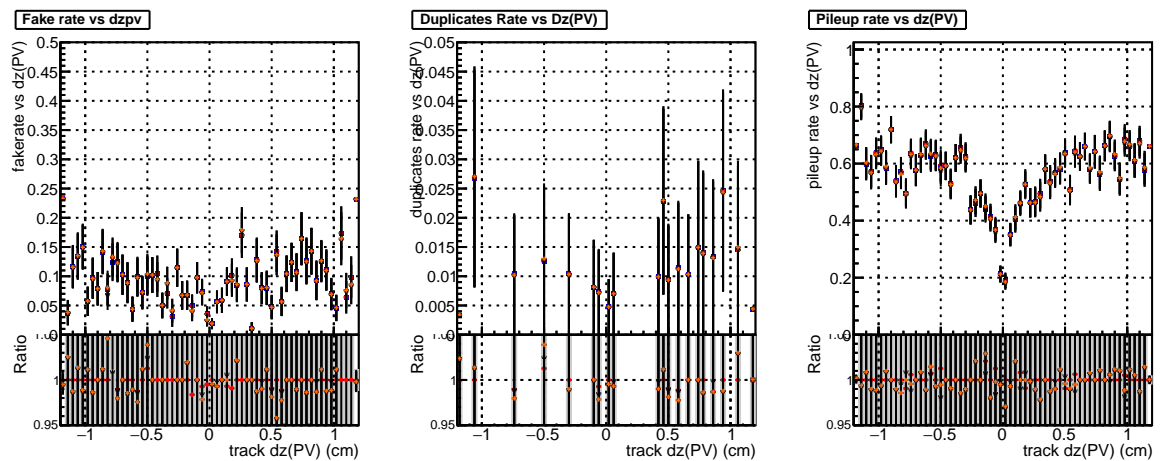 Fake rate vs dzpv
fakerate vs dz(PV)
0.5
0.45
0.4
0.35
0.3
0.25
0.2
0.15
0.1
0.05
0
Ratio
1
0.95
−1 −0.5 0 0.5 1
track dz(PV) (cm)
Duplicates Rate vs Dz(PV)
duplicates rate vs dz(PV)
0.05
0.045
0.04
0.035
0.03
0.025
0.02
0.015
0.01
0.005
0
Ratio
1
0.95
−1 −0.5 0 0.5 1
track dz(PV) (cm)
Pileup rate vs dz(PV)
pileup rate vs dz(PV)
1
0.8
0.6
0.4
0.2
0
Ratio
1
0.95
−1 −0.5 0 0.5 1
track dz(PV) (cm)